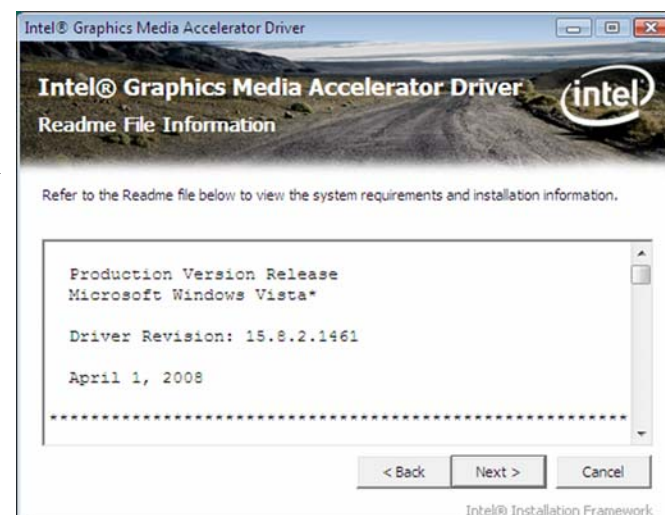 Intel® Graphics Media Accelerator Driver
Intel® Graphics Media Accelerator Driver
intel
Readme File Information
Refer to the Readme file below to view the system requirements and installation information.
Production Version Release
Microsoft Windows Vista*
Driver Revision: 15.8.2.1461
April 1, 2008
************************************************************
< Back
Next >
Cancel
Intel® Installation Framework